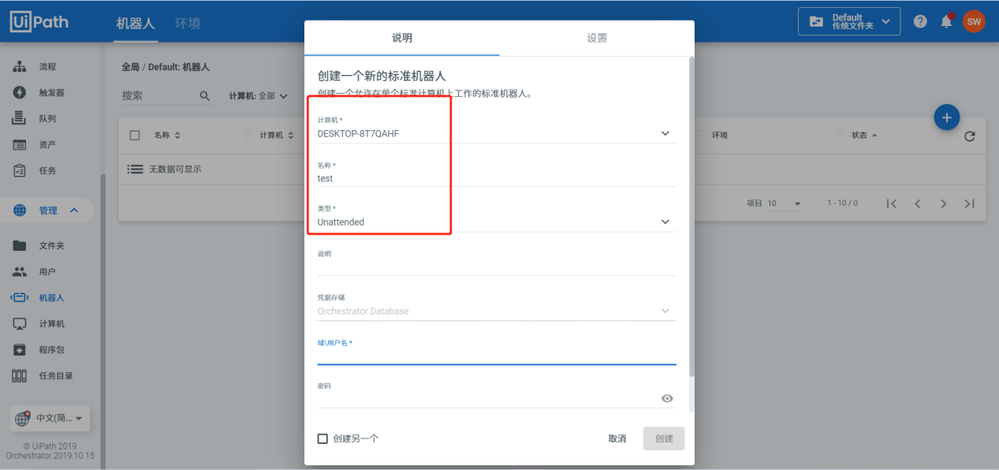 UiPath
机器人
环境
Default
传统文件夹
SW
流程
触发器
队列
资产
任务
管理
文件夹
用户
机器人
计算机
程序包
任务目录
中文(简...
© UiPath 2019
Orchestrator 2019.10.15
全局 / Default: 机器人
搜索
计算机: 全部
名称
计算机
环境
状态
无数据可显示
项目 10
1 - 10 / 0
说明
设置
创建一个新的标准机器人
创建一个允许在单个标准计算机上工作的标准机器人。
计算机 *
DESKTOP-8T7QAHF
名称 *
test
类型 *
Unattended
说明
凭据存储
Orchestrator Database
域\用户名 *
密码
创建另一个
取消
创建